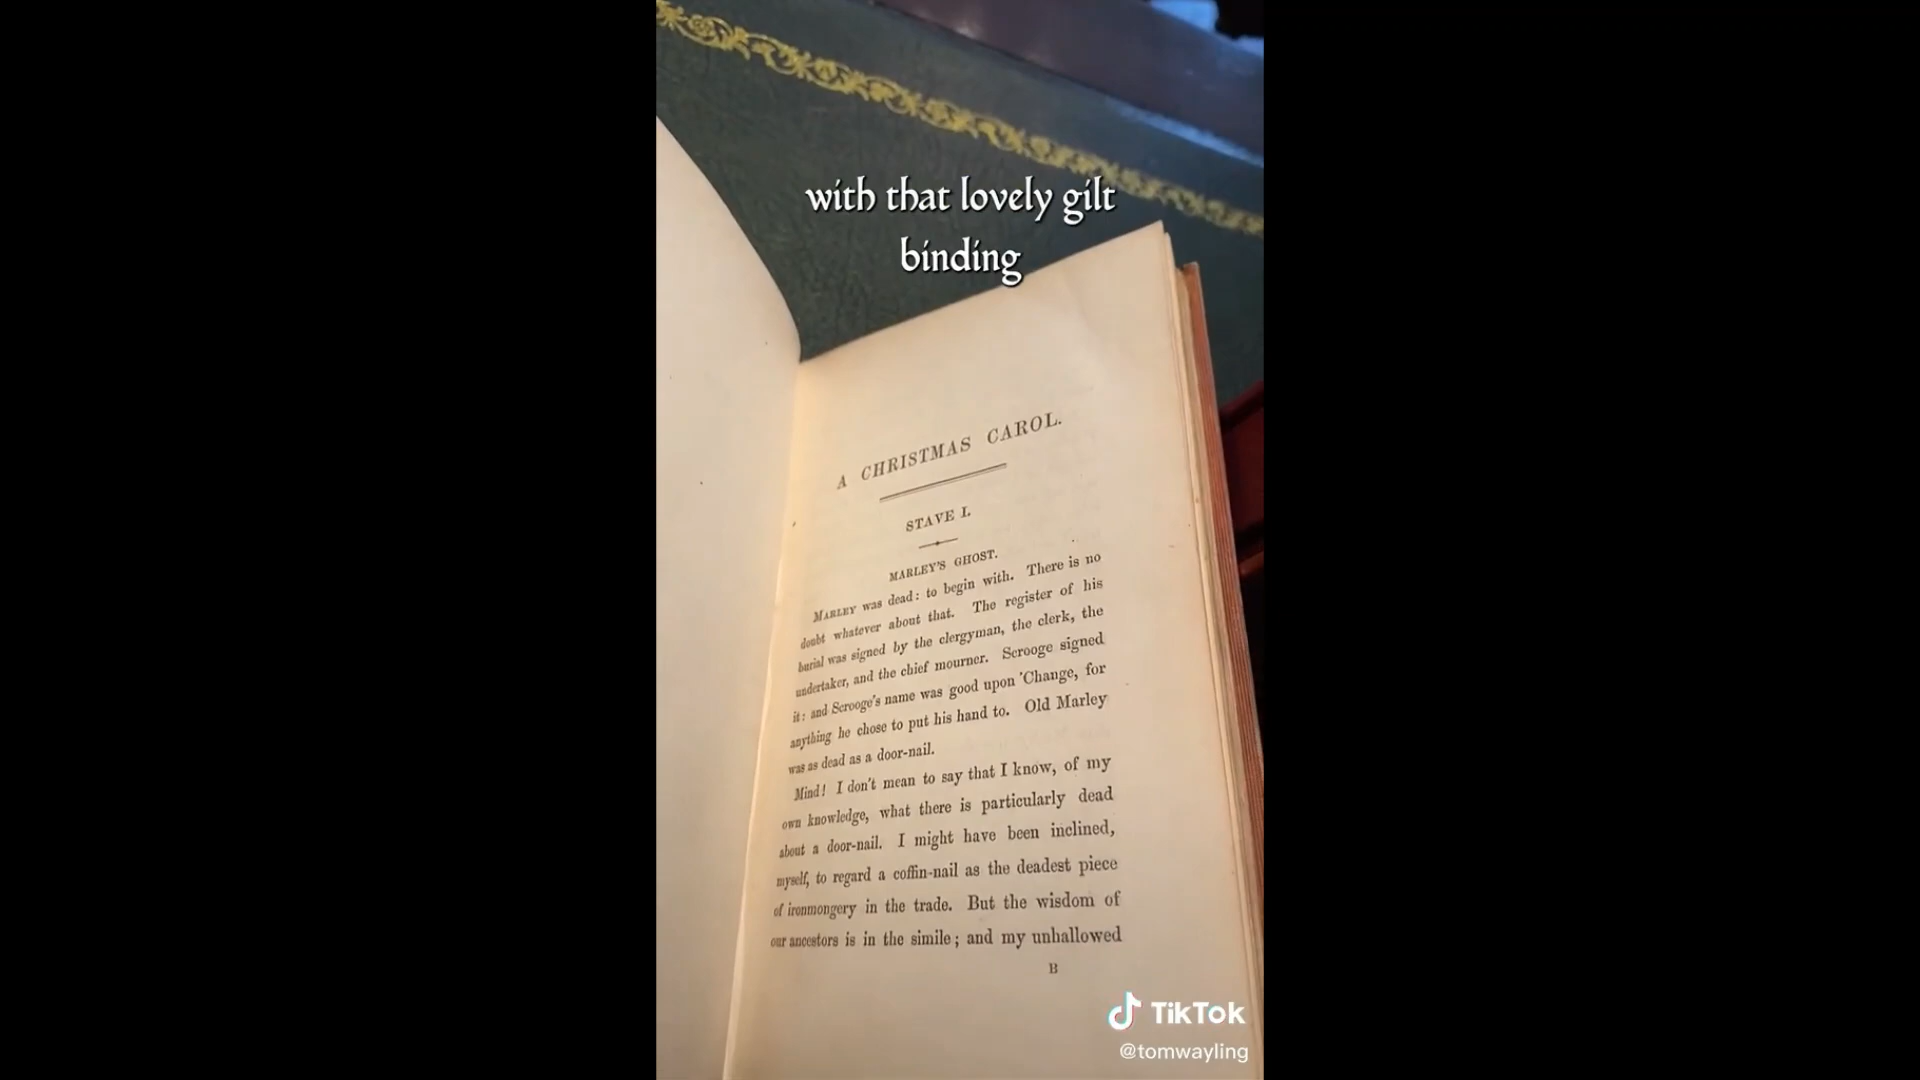 with that lovely gilt
binding
A CHRISTMAS CAROL.
STAVE I.
MARLEY'S GHOST.
MARLEY was dead: to begin with. There is no
doubt whatever about that. The register of his
burial was signed by the clergyman, the clerk, the
undertaker, and the chief mourner. Scrooge signed
it: and Scrooge's name was good upon 'Change, for
anything he chose to put his hand to. Old Marley
was as dead as a door-nail.
Mind! I don't mean to say that I know, of my
own knowledge, what there is particularly dead
about a door-nail. I might have been inclined,
myself, to regard a coffin-nail as the deadest piece
of ironmongery in the trade. But the wisdom of
our ancestors is in the simile; and my unhallowed
B
TikTok
@tomwayling